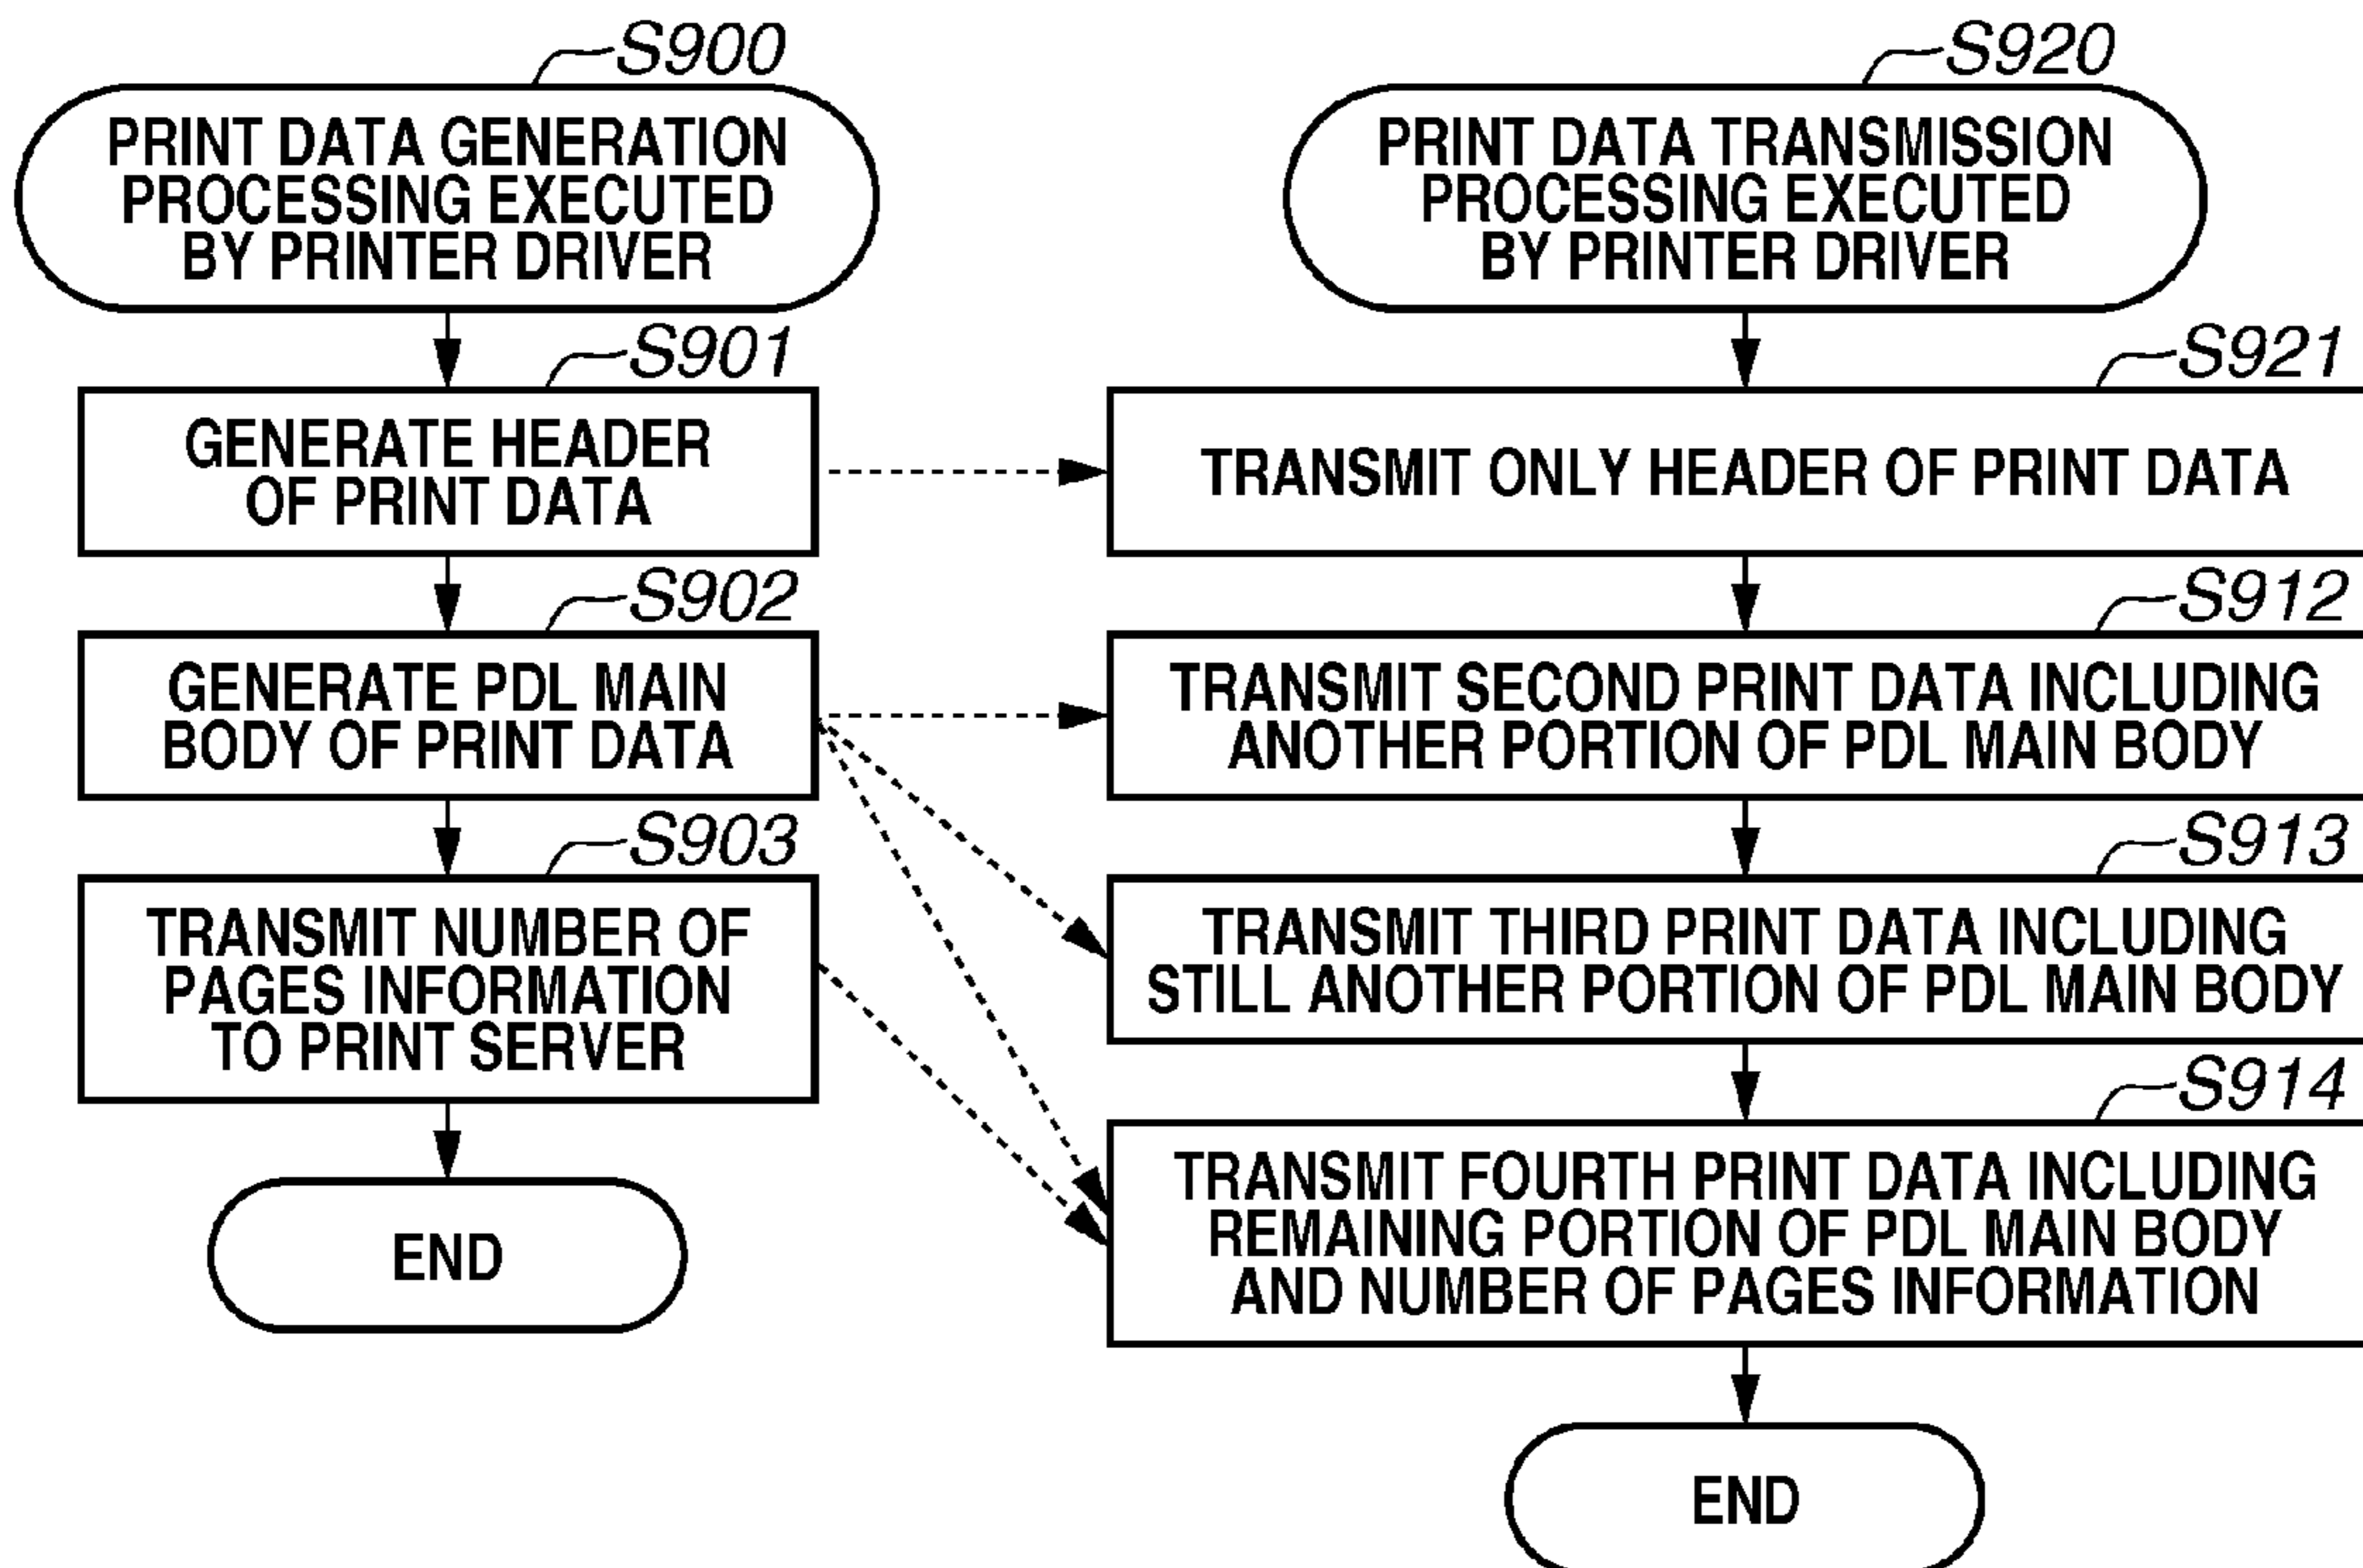 S900
PRINT DATA GENERATION
PROCESSING EXECUTED
BY PRINTER DRIVER
S901
GENERATE HEADER
OF PRINT DATA
S902
GENERATE PDL MAIN
BODY OF PRINT DATA
S903
TRANSMIT NUMBER OF
PAGES INFORMATION
TO PRINT SERVER
END
S920
PRINT DATA TRANSMISSION
PROCESSING EXECUTED
BY PRINTER DRIVER
S921
TRANSMIT ONLY HEADER OF PRINT DATA
S912
TRANSMIT SECOND PRINT DATA INCLUDING
ANOTHER PORTION OF PDL MAIN BODY
S913
TRANSMIT THIRD PRINT DATA INCLUDING
STILL ANOTHER PORTION OF PDL MAIN BODY
S914
TRANSMIT FOURTH PRINT DATA INCLUDING
REMAINING PORTION OF PDL MAIN BODY
AND NUMBER OF PAGES INFORMATION
END